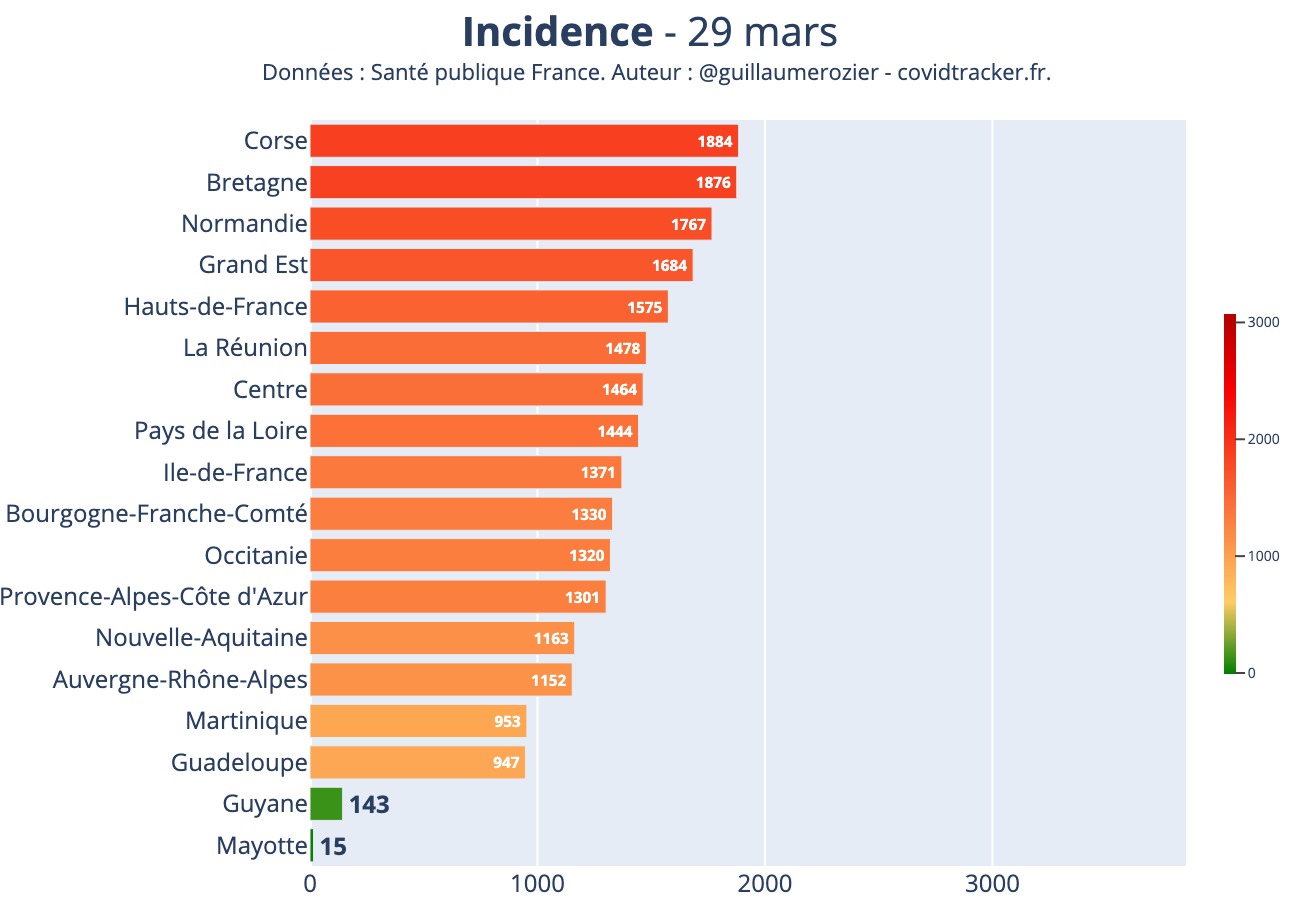 Incidence - 29 mars
Données : Santé publique France. Auteur : @guillaumerozier - covidtracker.fr.
Corse 1884
Bretagne 1876
Normandie 1767
Grand Est 1684
Hauts-de-France 1575
La Réunion 1478
Centre 1464
Pays de la Loire 1444
Ile-de-France 1371
Bourgogne-Franche-Comté 1330
Occitanie 1320
Provence-Alpes-Côte d'Azur 1301
Nouvelle-Aquitaine 1163
Auvergne-Rhône-Alpes 1152
Martinique 953
Guadeloupe 947
Guyane 143
Mayotte 15
0 1000 2000 3000
3000
2000
1000
0